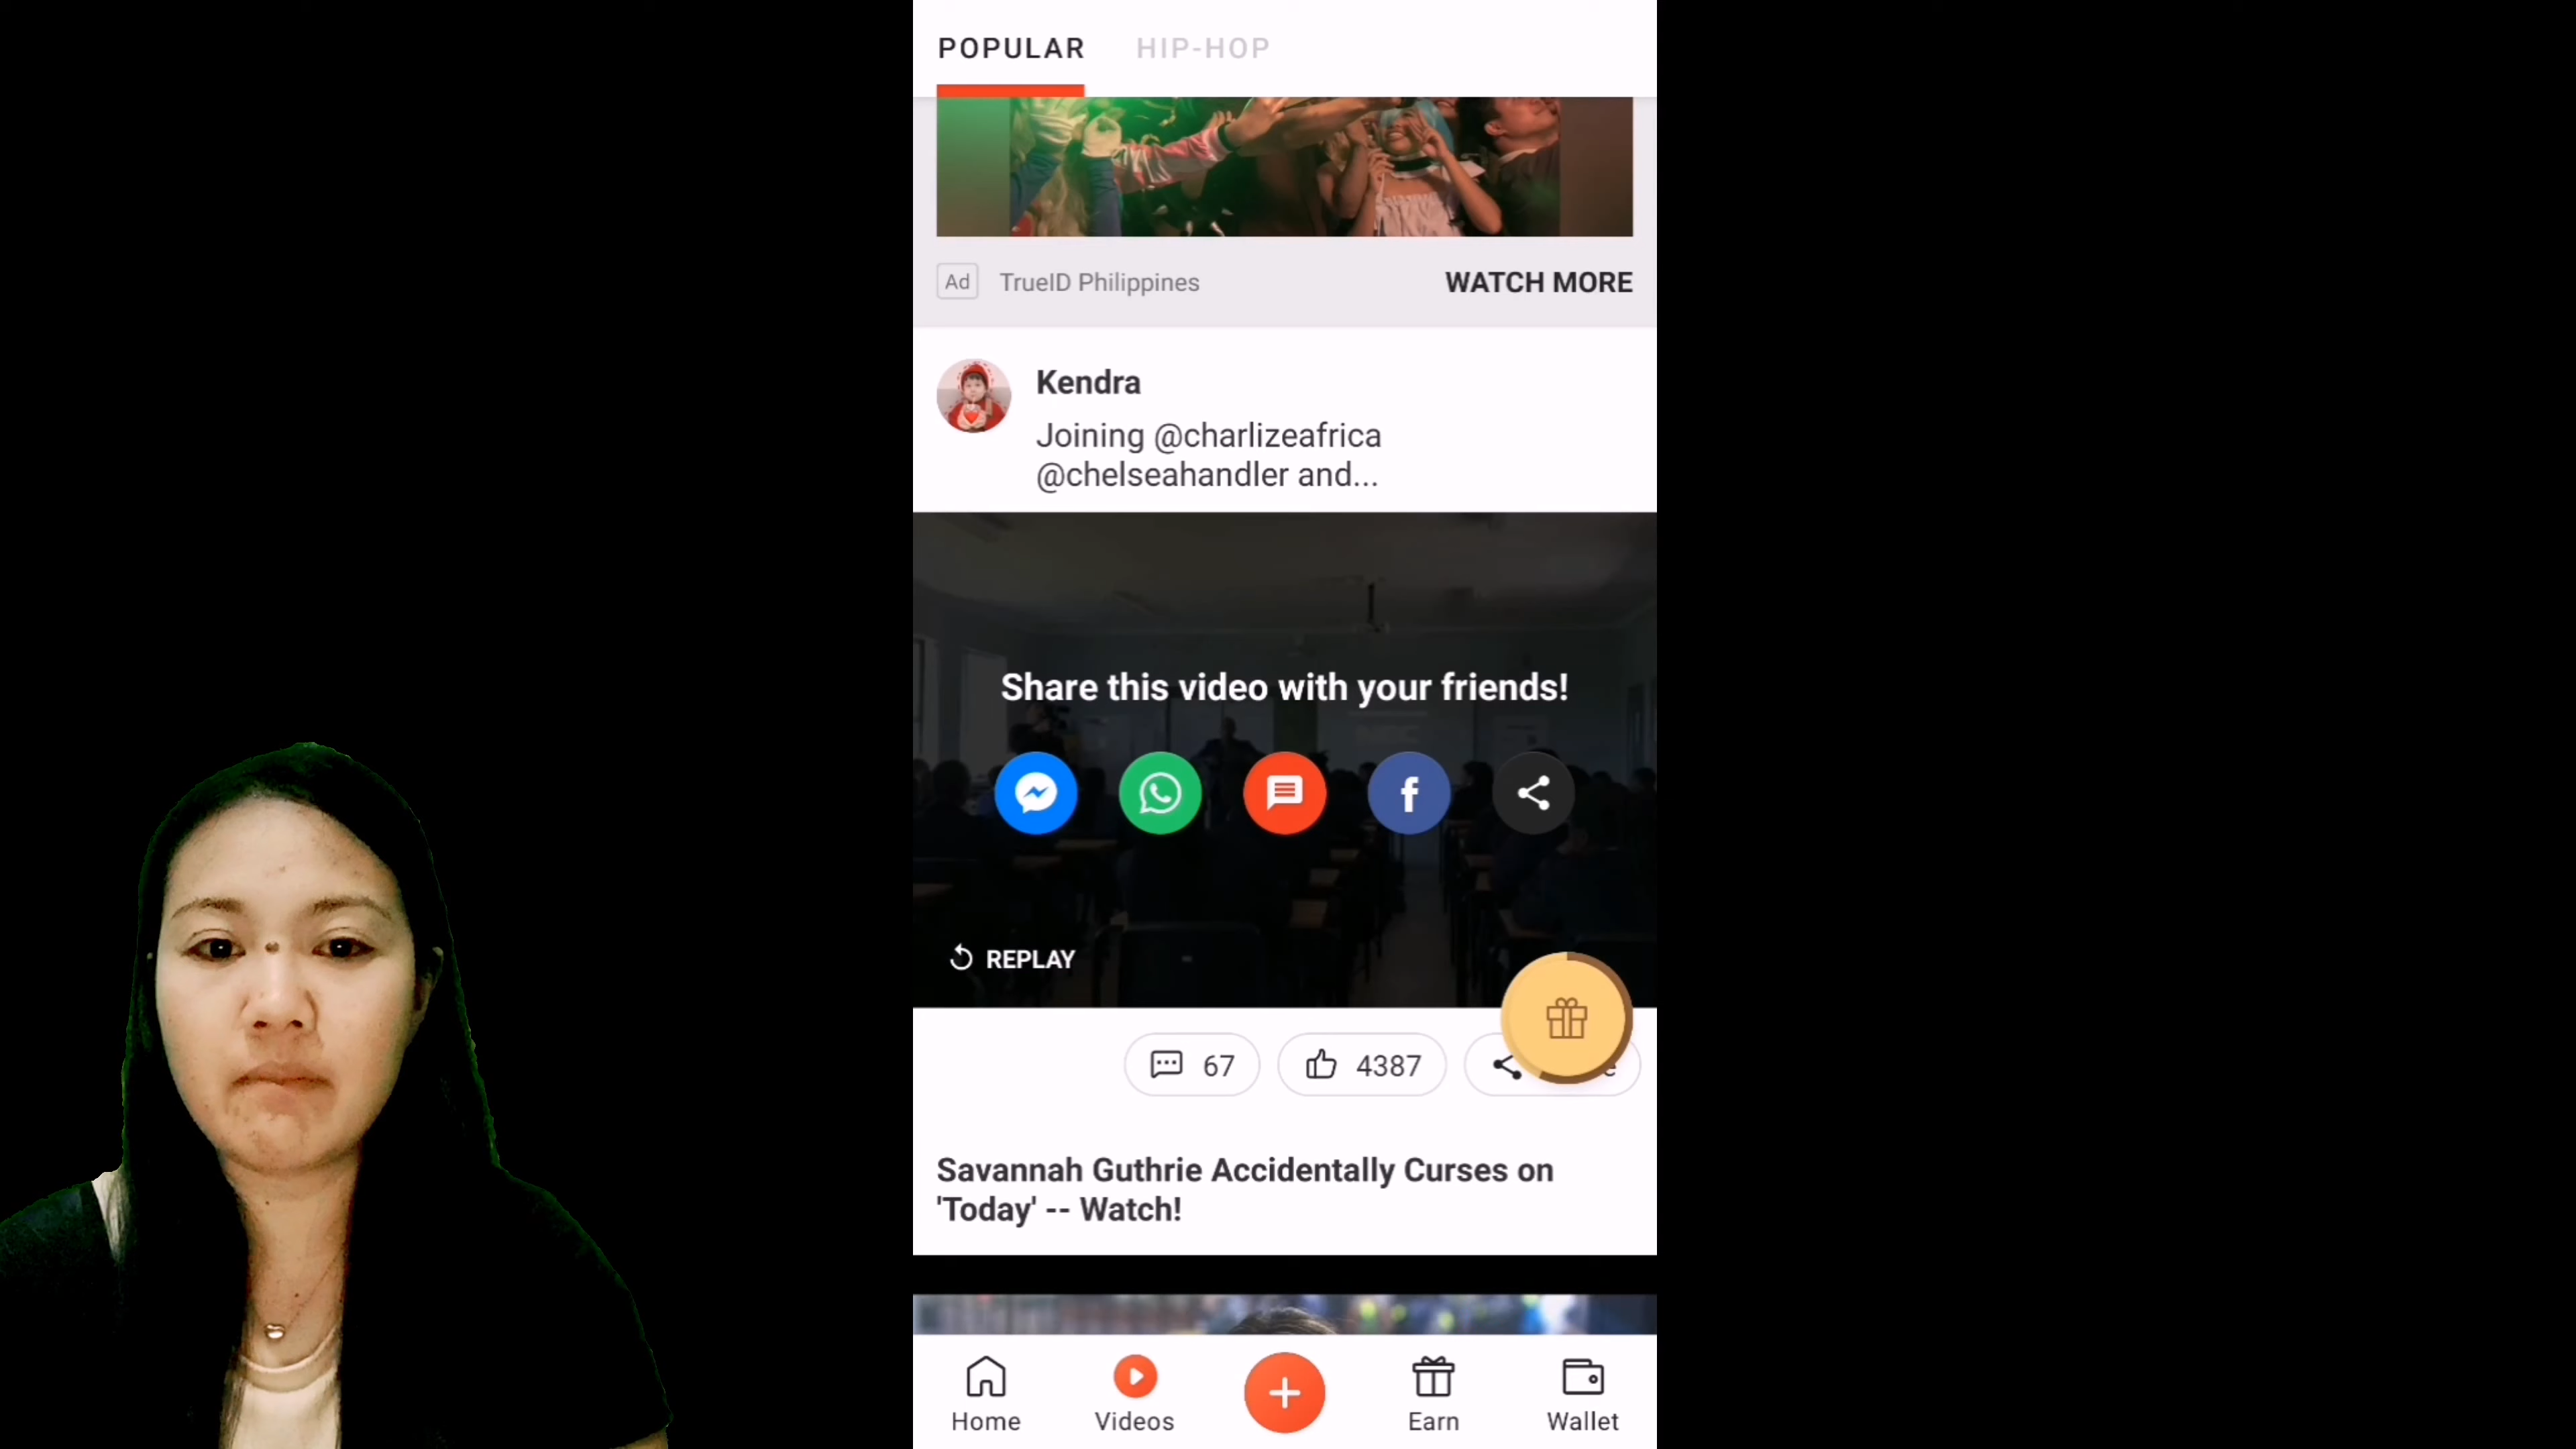 POPULAR HIP-HOP
Ad TrueID Philippines WATCH MORE
Kendra
Joining @charlizeafrica
@chelseahandler and...
Share this video with your friends!
REPLAY
67 4387
Savannah Guthrie Accidentally Curses on
'Today' -- Watch!
Home Videos Earn Wallet